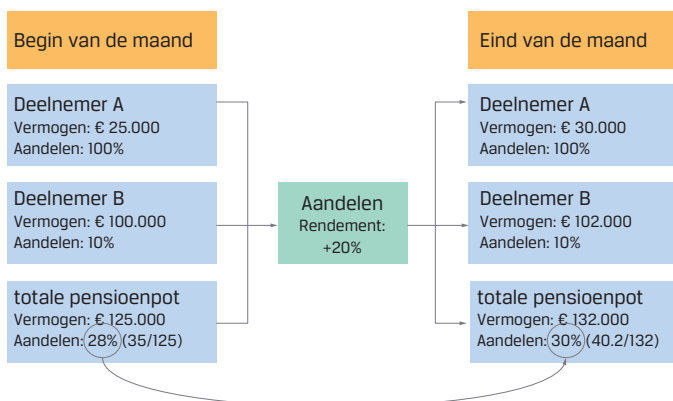 Begin van de maand
Deelnemer A
Vermogen: € 25.000
Aandelen: 100%
Deelnemer B
Vermogen: € 100.000
Aandelen: 10%
totale pensioenpot
Vermogen: € 125.000
Aandelen: 28% (35/125)
Aandelen
Rendement:
+20%
Eind van de maand
Deelnemer A
Vermogen: € 30.000
Aandelen: 100%
Deelnemer B
Vermogen: € 102.000
Aandelen: 10%
totale pensioenpot
Vermogen: € 132.000
Aandelen: 30% (40.2/132)